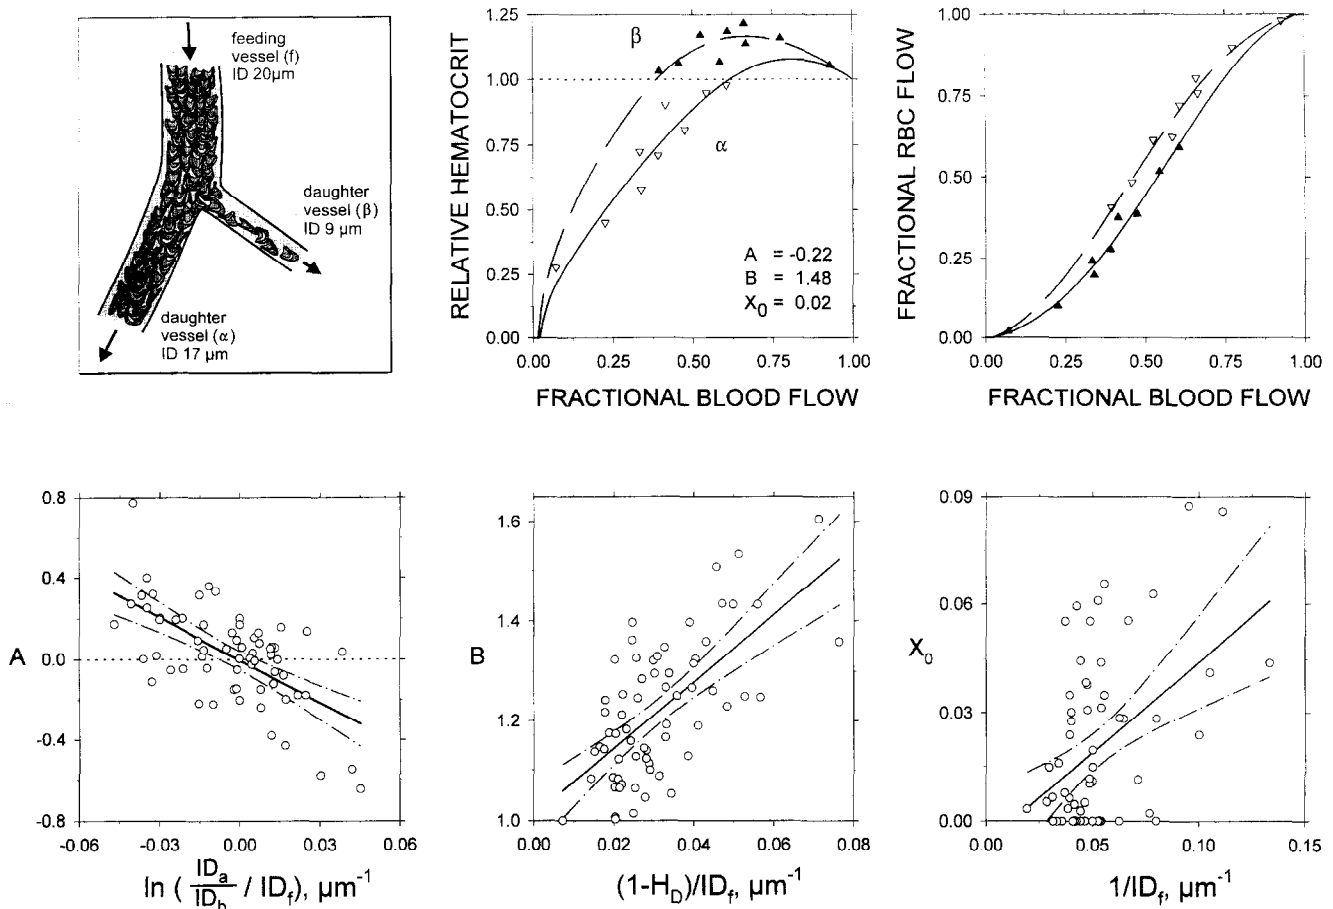 feeding
vessel (f)
ID 20µm
daughter
vessel (β)
ID 9 µm
daughter
vessel (α)
ID 17 µm
RELATIVE HEMATOCRIT
1.25
1.00
0.75
0.50
0.25
0.00
β
α
A = -0.22
B = 1.48
X0 = 0.02
0.00 0.25 0.50 0.75 1.00
FRACTIONAL BLOOD FLOW
FRACTIONAL RBC FLOW
1.00
0.75
0.50
0.25
0.00
0.00 0.25 0.50 0.75 1.00
FRACTIONAL BLOOD FLOW
A
0.8
0.4
0.0
-0.4
-0.8
-0.06 -0.03 0.00 0.03 0.06
ln ( IDa / IDb / IDf), µm-1
B
1.6
1.4
1.2
1.0
0.00 0.02 0.04 0.06 0.08
(1-HD)/IDf, µm-1
X0
0.09
0.06
0.03
0.00
0.00 0.05 0.10 0.15
1/IDf, µm-1